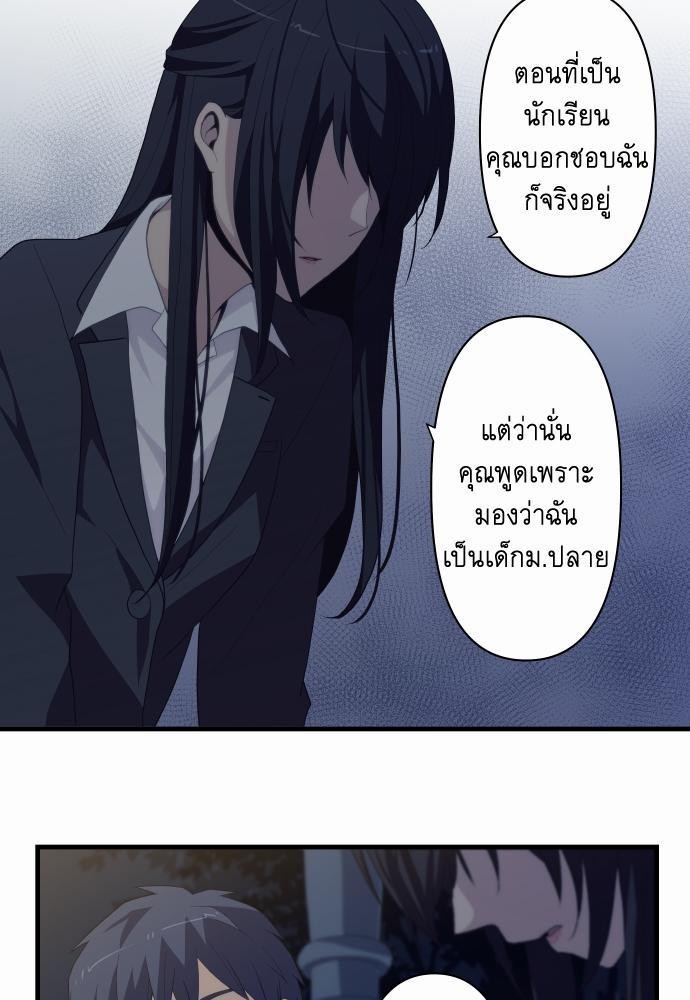 ตอนที่เป็น
นักเรียน
คุณบอกชอบฉัน
ก็จริงอยู่
แต่ว่านั่น
คุณพูดเพราะ
มองว่าฉัน
เป็นเด็กม.ปลาย